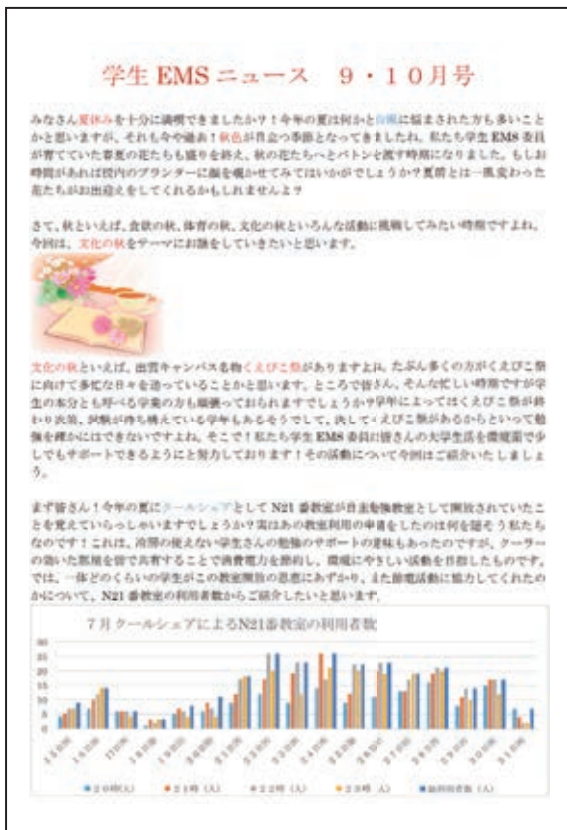 学生 EMS ニュース　９・１０月号
みなさん夏休みを十分に満喫できましたか？！今年の夏は何かと台風に悩まされた方も多いこと
かと思いますが、それも今や過去！秋色が目立つ季節となってきましたね。私たち学生 EMS 委員
が育てていた春夏の花たちも盛りを終え、秋の花たちへとバトンを渡す時期になりました。もしお
時間があれば校内のプランターに顔を覗かせてみてはいかがでしょうか？夏前とは一風変わった
花たちがお出迎えをしてくれるかもしれませんよ？
さて、秋といえば、食欲の秋、体育の秋、文化の秋といろんな活動に挑戦してみたい時期ですよね。
今回は、文化の秋をテーマにお話をしていきたいと思います。
文化の秋といえば、出雲キャンパス名物くえびこ祭がありますよね。たぶん多くの方がくえびこ祭
に向けて多忙な日々を送っていることかと思います。ところで皆さん、そんな忙しい時期ですが学
生の本分とも呼べる学業の方も頑張っておられますでしょうか？学年によってはくえびこ祭が終
わり次第、試験が待ち構えている学年もあるそうでして、決してくえびこ祭があるからといって勉
強を疎かにはできないですよね。そこで！私たち学生 EMS 委員は皆さんの大学生活を環境面で少
しでもサポートできるようにと努力しております！その活動について今回はご紹介いたしましょ
う。
まず皆さん！今年の夏にクールシェアとして N21 番教室が自主勉強教室として開放されていたこ
とを覚えていらっしゃいますでしょうか？実はあの教室利用の申請をしたのは何を隠そう私たち
なのです！これは、冷房の使えない学生さんの勉強のサポートの意味もあったのですが、クーラー
の効いた部屋を皆で共有することで消費電力を節約し、環境にやさしい活動を目指したものです。
では、一体どのくらいの学生がこの教室開放の恩恵にあずかり、また節電活動に協力してくれたの
かについて、N21 番教室の利用者数からご紹介したいと思います。
７月クールシェアによるN21番教室の利用者数
30
25
20
15
10
5
0
２０時(人) ２１時（人） ２２時（人） ２３時（人） 総利用者数（人）